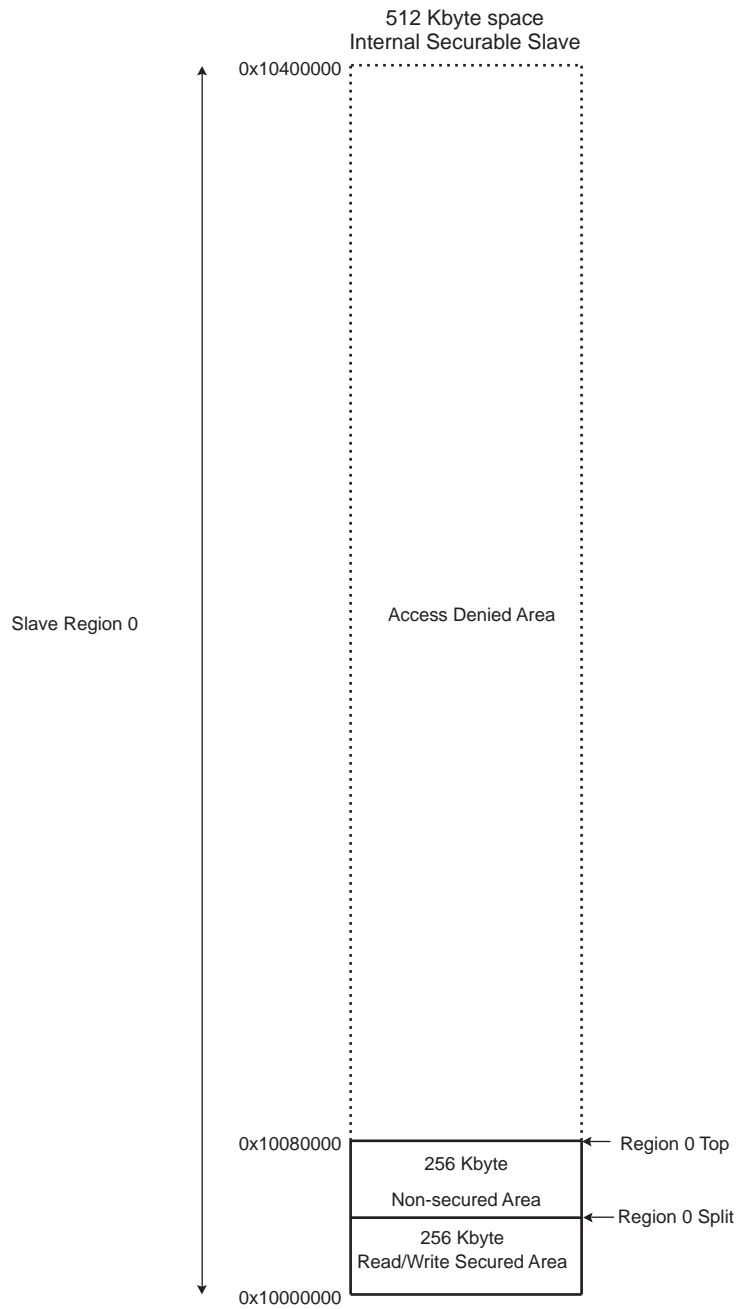 512 Kbyte space
Internal Securable Slave
0x10400000
Slave Region 0
Access Denied Area
0x10080000
Region 0 Top
256 Kbyte
Non-secured Area
Region 0 Split
256 Kbyte
Read/Write Secured Area
0x10000000